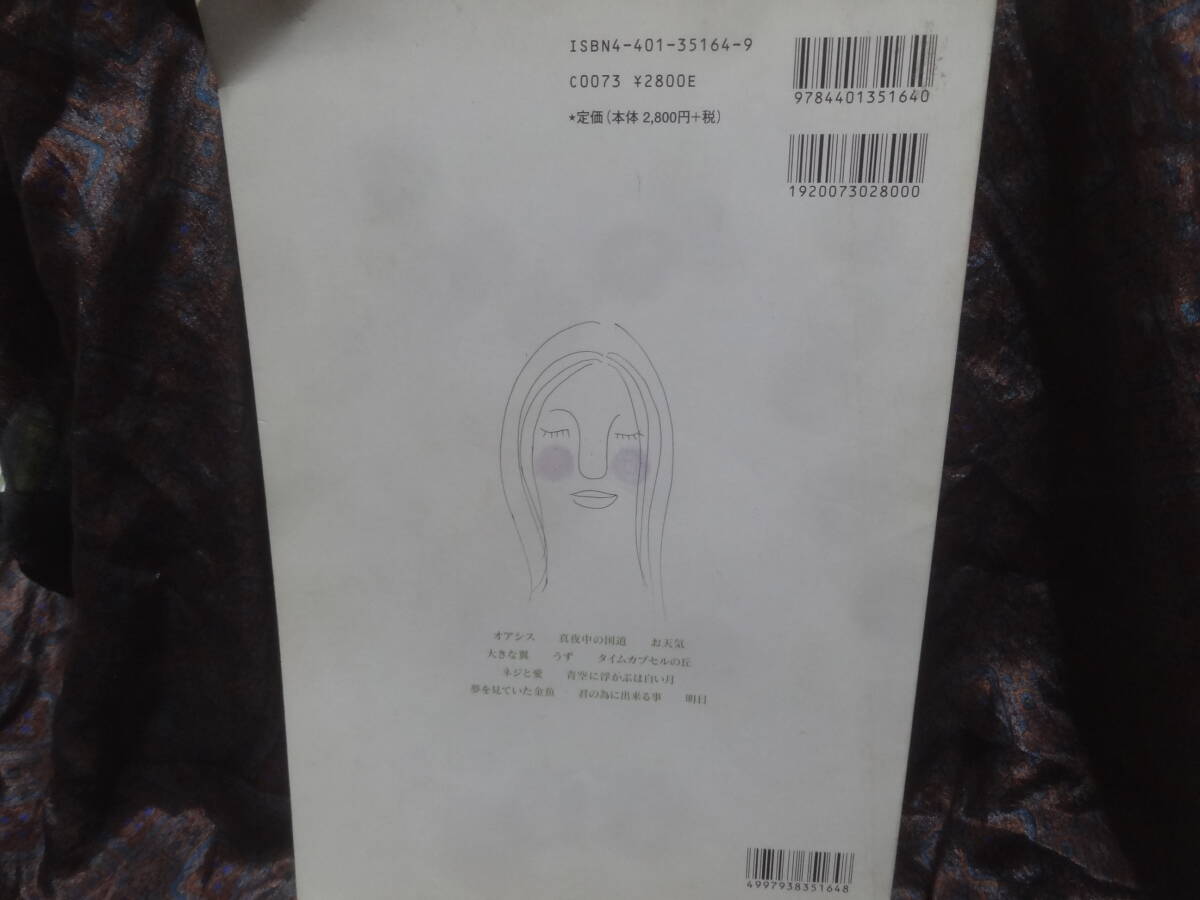 ISBN4-401-35164-9
C0073 ¥2800E
*定価(本体 2,800円+税)
9784401351640
1920073028000
オアシス 真夜中の国道 お天気
大きな翼 うず タイムカプセルの丘
ネジと愛 青空に浮かぶは白い月
夢を見ていた金魚 君の為に出来る事 明日
4997938351648